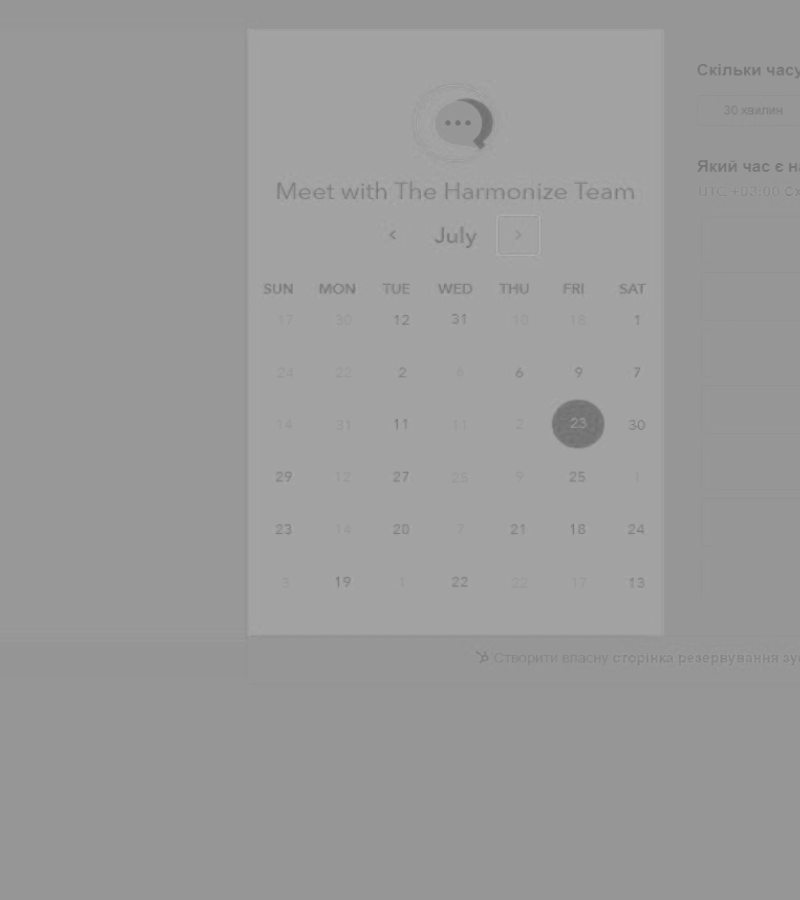 Скільки часу
30 хвилин
Meet with The Harmonize Team
Який час є
UTC +03:00
< July >
SUN MON TUE WED THU FRI SAT
17 30 12 31 10 18 1
24 22 2 6 6 9 7
14 31 11 11 2 23 30
29 12 27 25 9 25 1
23 14 20 7 21 18 24
3 19 1 22 22 17 13
Створити власну сторінка резервування